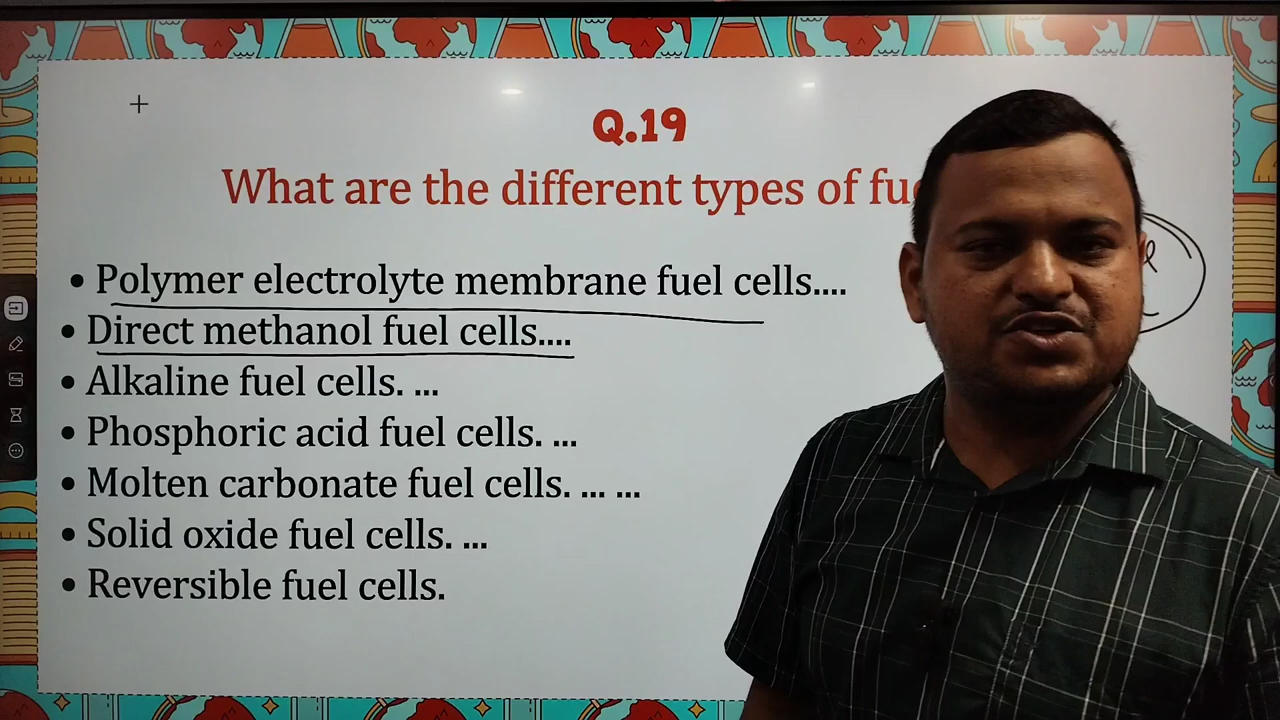 Q.19
What are the different types of
• Polymer electrolyte membrane fuel cells....
• Direct methanol fuel cells....
• Alkaline fuel cells. ...
• Phosphoric acid fuel cells. ...
• Molten carbonate fuel cells. ... ...
• Solid oxide fuel cells. ...
• Reversible fuel cells.